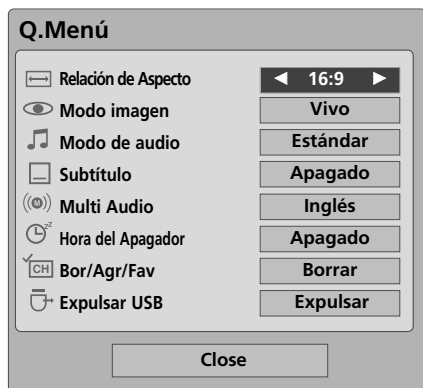 Q.Menú
Relación de Aspecto ◄ 16:9 ►
Modo imagen Vivo
Modo de audio Estándar
Subtítulo Apagado
Multi Audio Inglés
Hora del Apagador Apagado
Bor/Agr/Fav Borrar
Expulsar USB Expulsar
Close